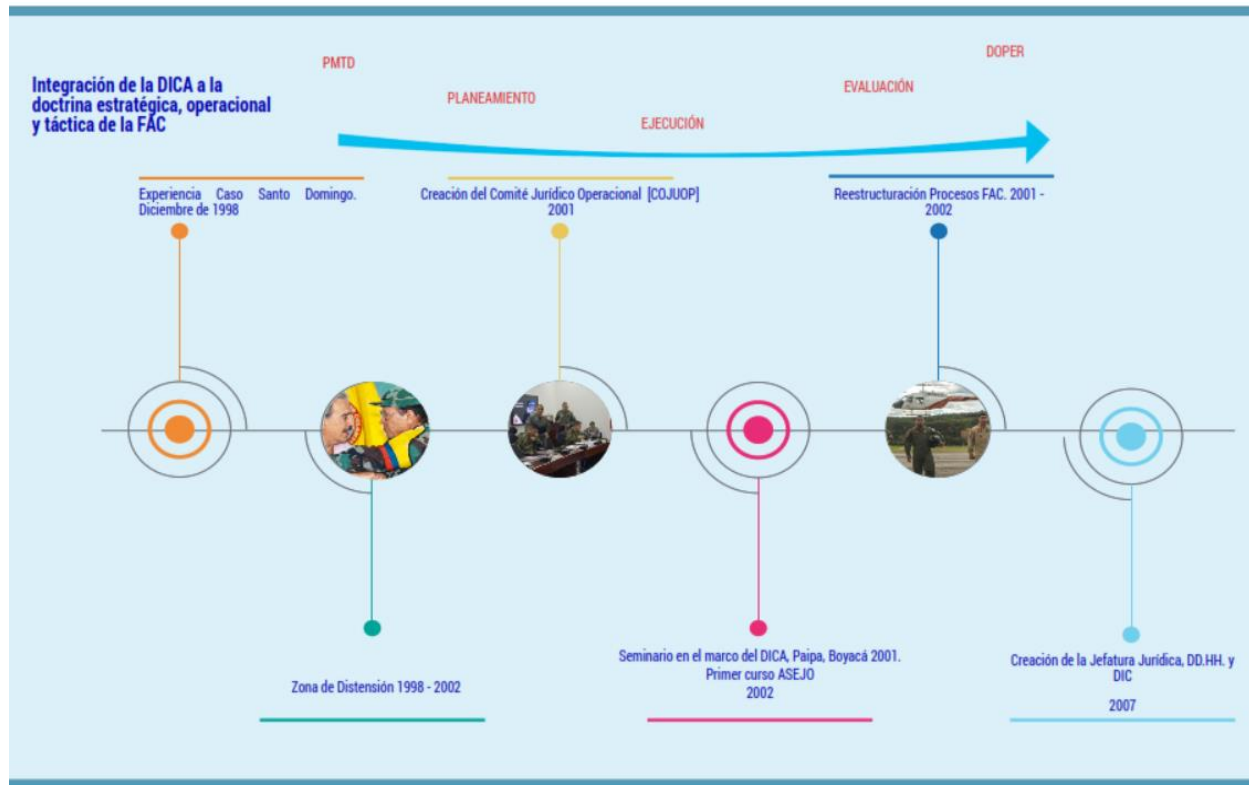 Integración de la DICA a la
doctrina estratégica, operacional
y táctica de la FAC
PMTD
PLANEAMIENTO
EJECUCIÓN
EVALUACIÓN
DOPER
Experiencia Caso Santo Domingo.
Diciembre de 1998
Creación del Comité Jurídico Operacional [COJUOP]
2001
Reestructuración Procesos FAC. 2001 -
2002
Zona de Distensión 1998 - 2002
Seminario en el marco del DICA, Paipa, Boyacá 2001.
Primer curso ASEJO
2002
Creación de la Jefatura Jurídica, DD.HH. y
DIC
2007